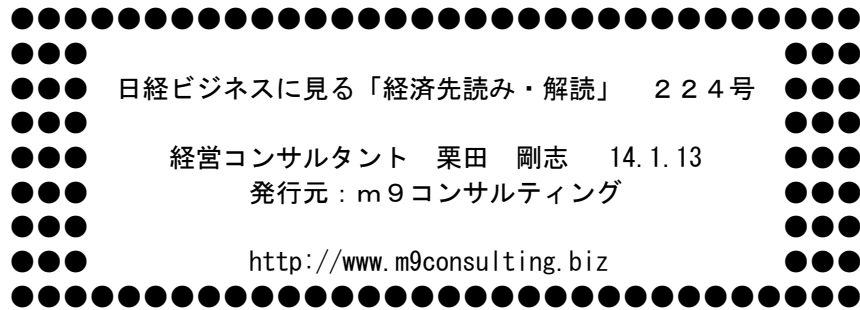 ●●●●●●●●●●●●●●●●●●●●●●●●●●●●●●●●
●●● ●●●
●●● 日経ビジネスに見る「経済先読み・解読」　２２４号 ●●●
●●● ●●●
●●● 経営コンサルタント　栗田　剛志　 14.1.13 ●●●
●●● 発行元：ｍ９コンサルティング ●●●
●●● ●●●
●●● http://www.m9consulting.biz ●●●
●●●●●●●●●●●●●●●●●●●●●●●●●●●●●●●●